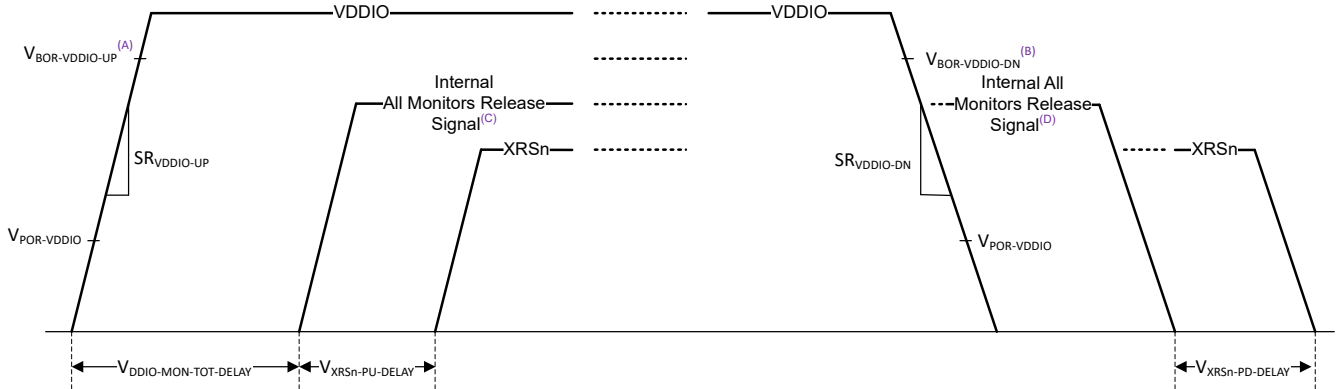 VDDIO
VDDIO
VBOR-VDDIO-UP(A)
VBOR-VDDIO-DN(B)
Internal
All Monitors Release
Signal(C)
Internal All
Monitors Release
Signal(D)
XRSn
XRSn
SRVDDIO-UP
SRVDDIO-DN
VPOR-VDDIO
VPOR-VDDIO
VDDIO-MON-TOT-DELAY
VXRSn-PU-DELAY
VXRSn-PD-DELAY